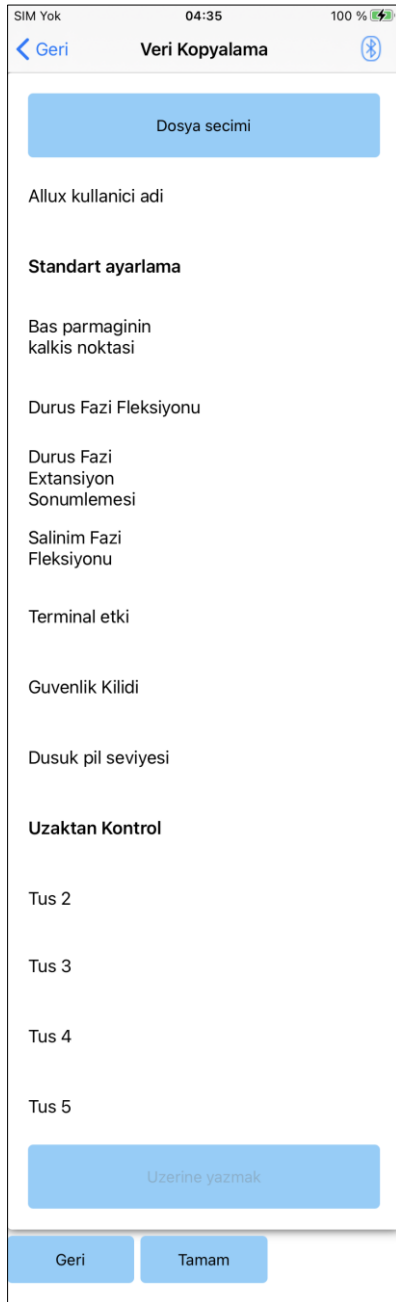 SIM Yok 04:35 100 %
Geri Veri Kopyalama
Dosya secimi
Allux kullanici adi
Standart ayarlama
Bas parmaginin
kalkis noktasi
Durus Fazi Fleksiyonu
Durus Fazi
Extansiyon
Sonumlemesi
Salinim Fazi
Fleksiyonu
Terminal etki
Guvenlik Kilidi
Dusuk pil seviyesi
Uzaktan Kontrol
Tus 2
Tus 3
Tus 4
Tus 5
Uzerine yazmak
Geri Tamam